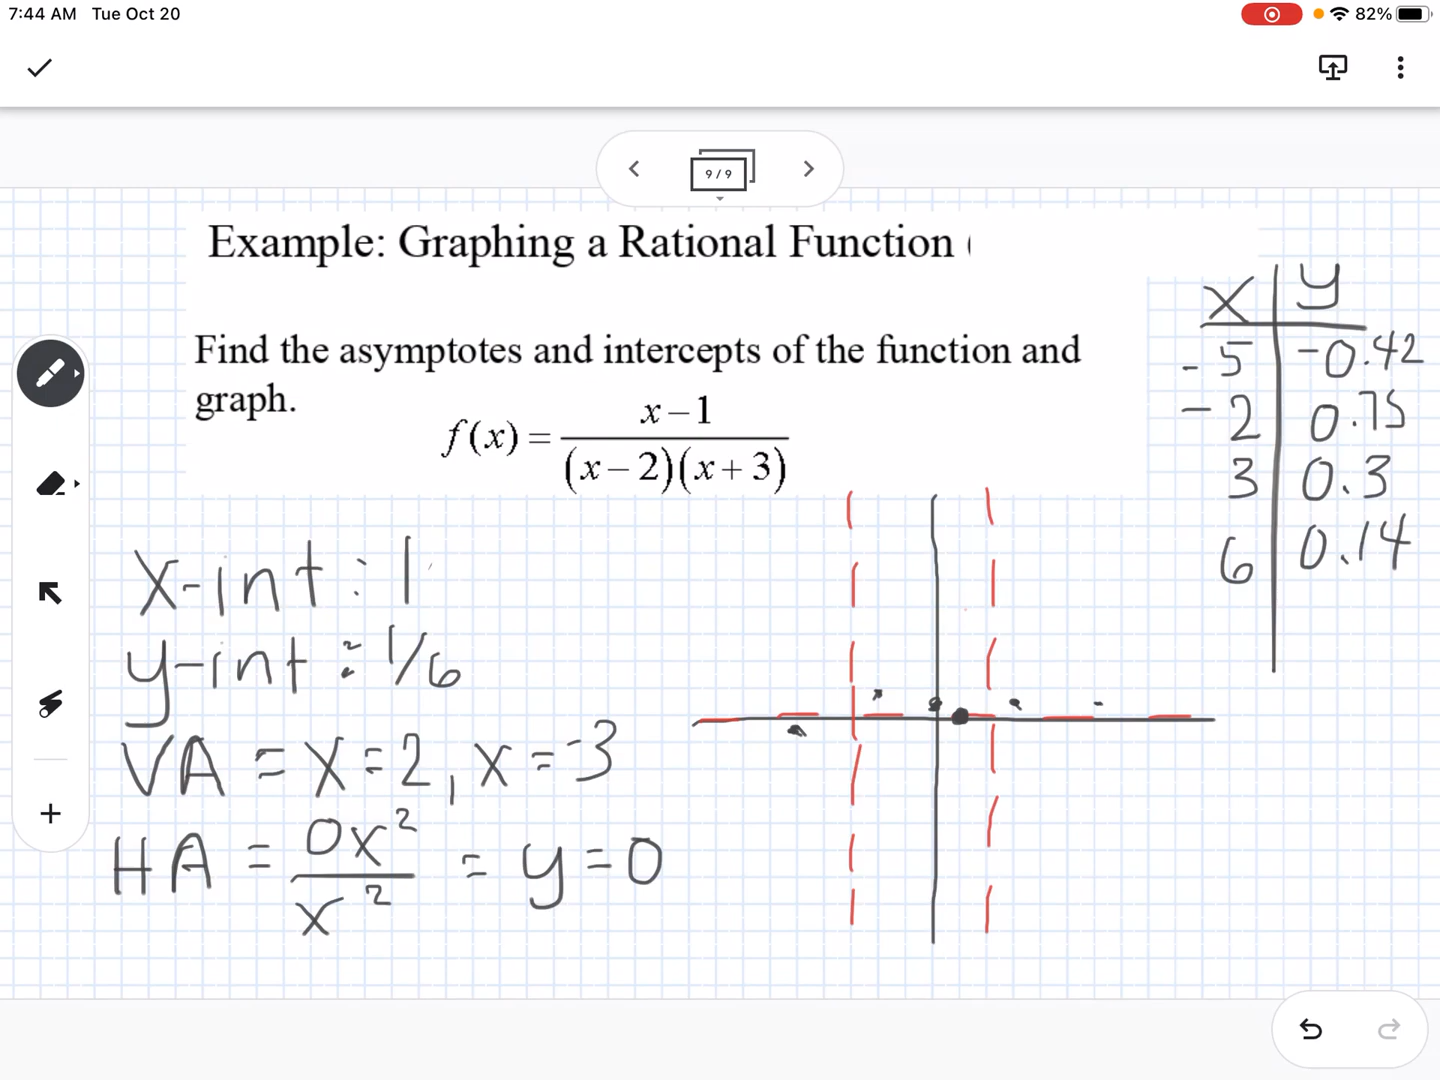 7:44 AM Tue Oct 20
82%
9/9
Example: Graphing a Rational Function (
Find the asymptotes and intercepts of the function and
graph.
f(x) = x − 1 / (x − 2)(x + 3)
x | y
-5 | -0.42
-2 | 0.75
3 | 0.3
6 | 0.14
x-int : 1
y-int : 1/6
VA = x = 2, x = -3
HA = 0x² / x² = y = 0